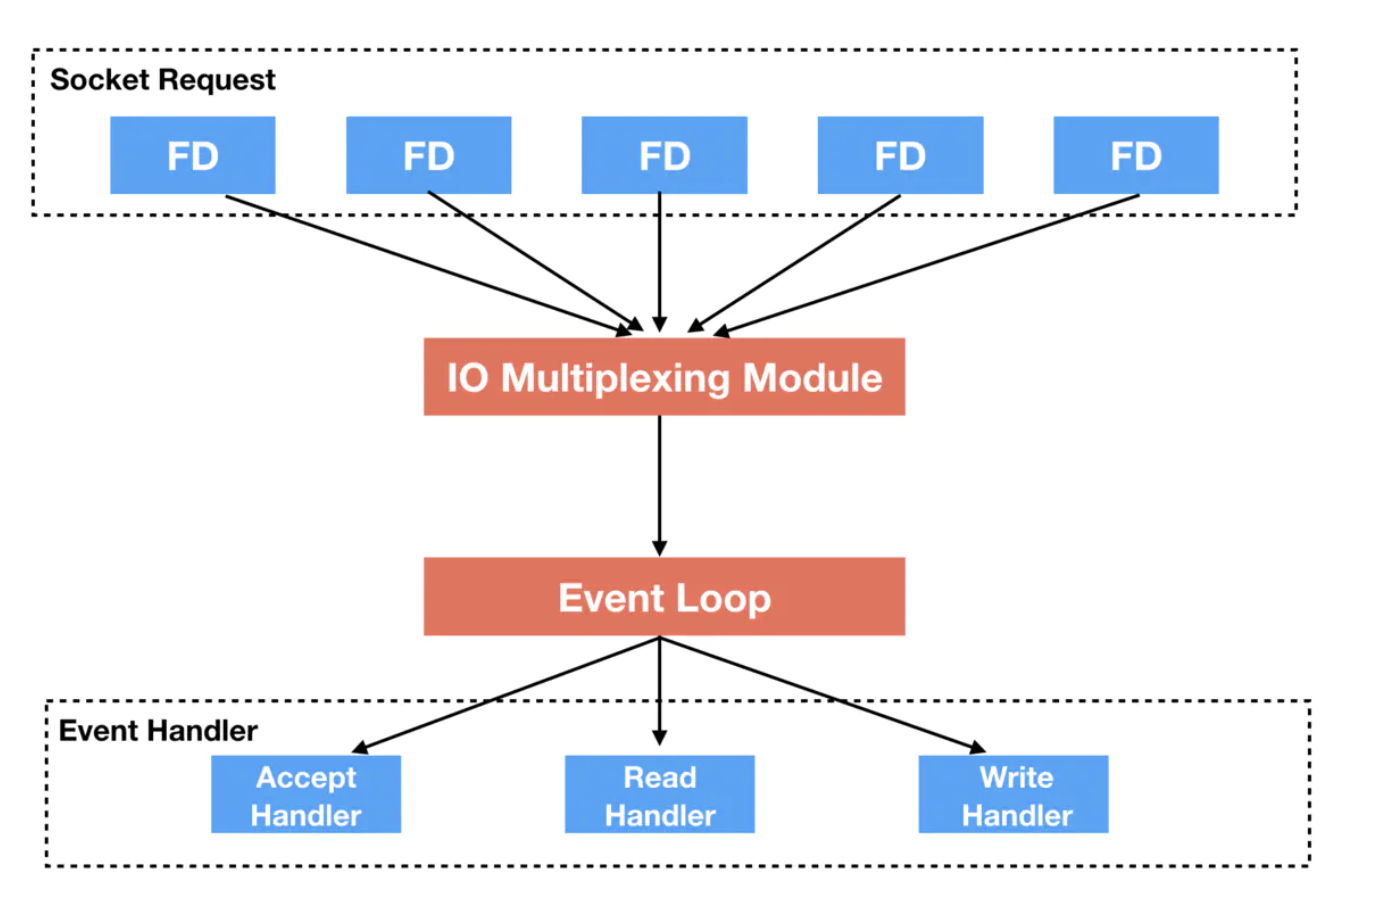 Socket Request
FD FD FD FD FD
IO Multiplexing Module
Event Loop
Event Handler
Accept
Handler
Read
Handler
Write
Handler